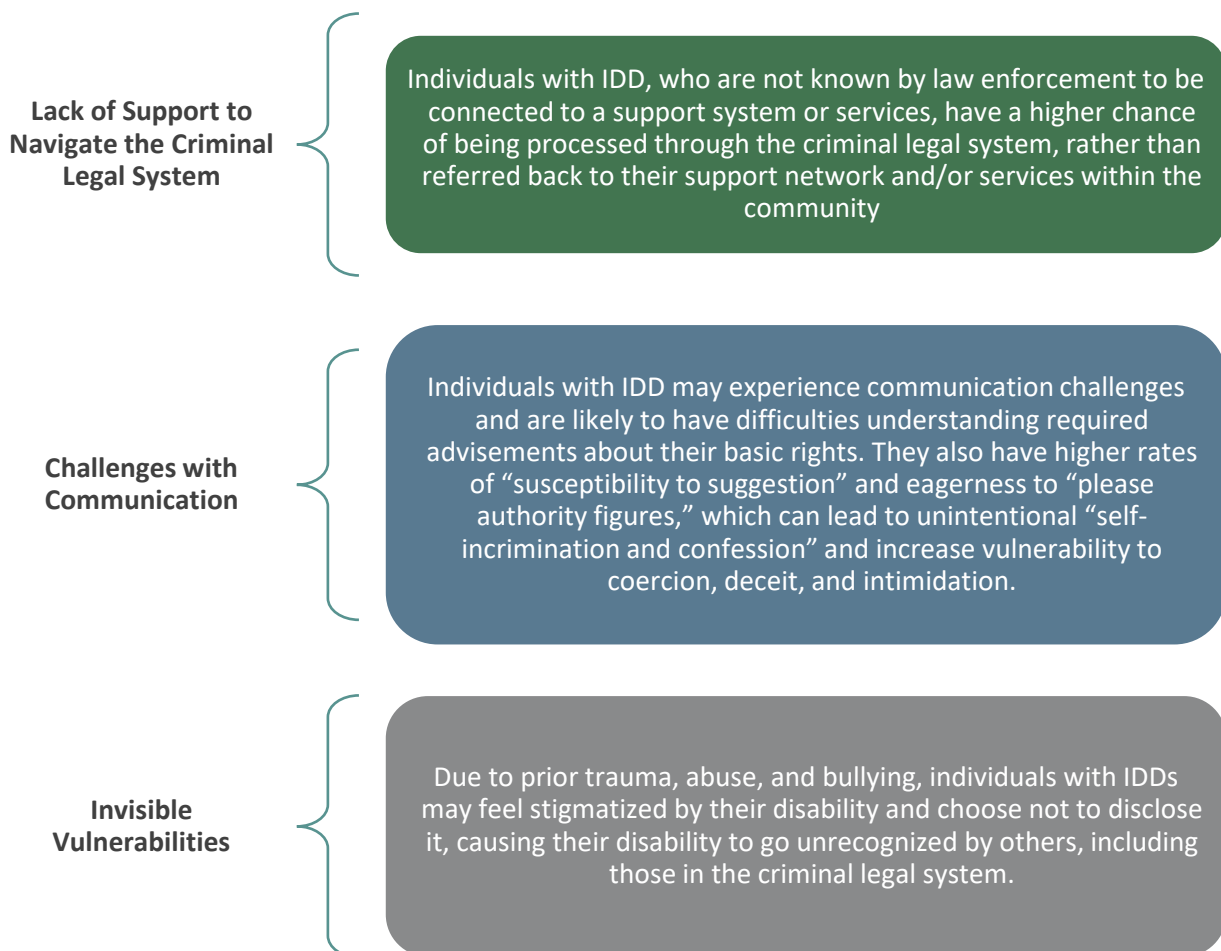 Lack of Support to
Navigate the Criminal
Legal System
Individuals with IDD, who are not known by law enforcement to be
connected to a support system or services, have a higher chance
of being processed through the criminal legal system, rather than
referred back to their support network and/or services within the
community
Challenges with
Communication
Individuals with IDD may experience communication challenges
and are likely to have difficulties understanding required
advisements about their basic rights. They also have higher rates
of “susceptibility to suggestion” and eagerness to “please
authority figures,” which can lead to unintentional “self-
incrimination and confession” and increase vulnerability to
coercion, deceit, and intimidation.
Invisible
Vulnerabilities
Due to prior trauma, abuse, and bullying, individuals with IDDs
may feel stigmatized by their disability and choose not to disclose
it, causing their disability to go unrecognized by others, including
those in the criminal legal system.